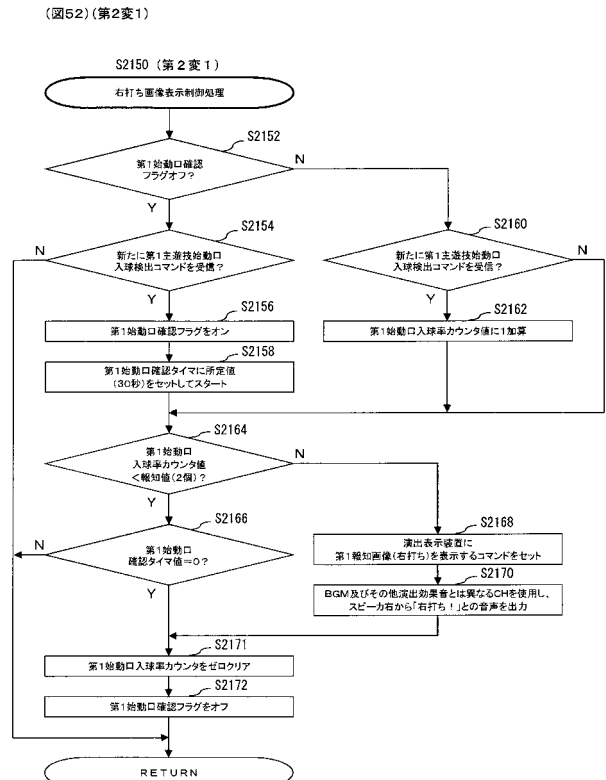 (図52)(第2変1)
S2150 (第2変1)
右打ち画像表示制御処理
S2152
第1始動口確認
フラグオフ?
N
Y
S2154
N
新たに第1主遊技始動口
入球検出コマンドを受信?
Y
S2160
新たに第1主遊技始動口
入球検出コマンドを受信?
N
Y
S2156
第1始動口確認フラグをオン
S2162
第1始動口入球率カウンタ値に1加算
S2158
第1始動口確認タイマに所定値
(30秒)をセットしてスタート
S2164
第1始動口
入球率カウンタ値
<報知値(2個)?
N
Y
S2166
N
第1始動口
確認タイマ値=0?
Y
S2168
演出表示装置に
第1報知画像(右打ち)を表示するコマンドをセット
S2170
BGM及びその他演出効果音とは異なるCHを使用し、
スピーカ右から「右打ち!」との音声を出力
S2171
第1始動口入球率カウンタをゼロクリア
S2172
第1始動口確認フラグをオフ
RETURN